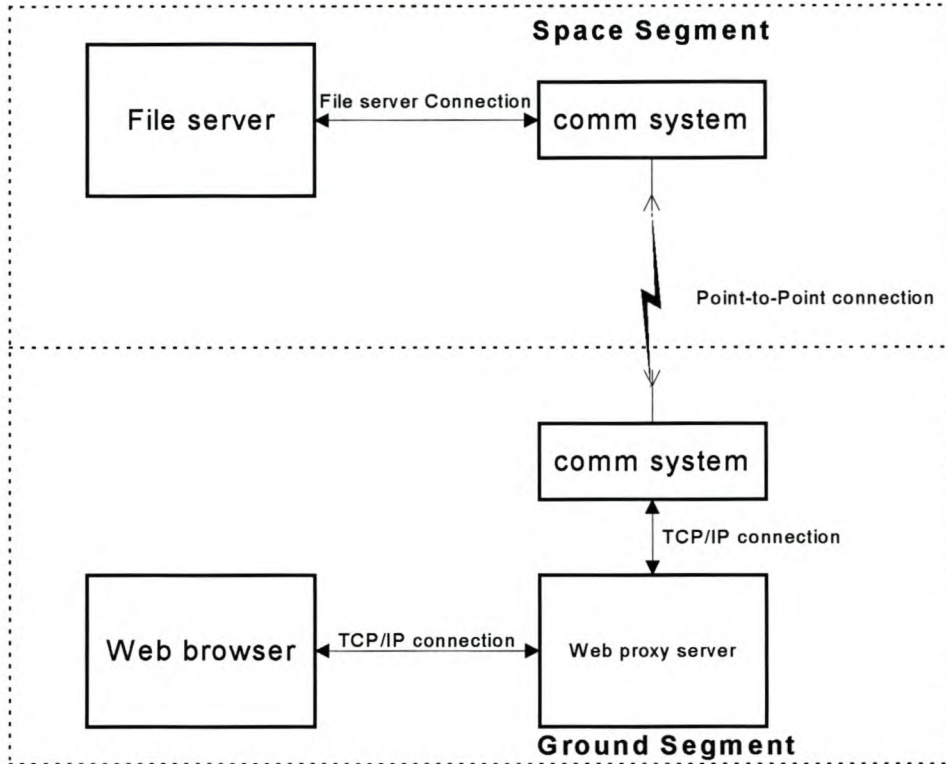 Space Segment
File server
File server Connection
comm system
Point-to-Point connection
comm system
TCP/IP connection
Web browser
TCP/IP connection
Web proxy server
Ground Segment